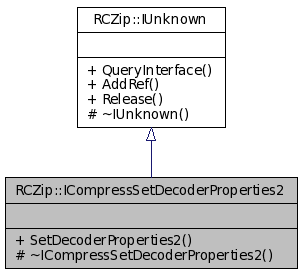 RCZip::IUnknown
+ QueryInterface()
+ AddRef()
+ Release()
# ~IUnknown()
RCZip::ICompressSetDecoderProperties2
+ SetDecoderProperties2()
# ~ICompressSetDecoderProperties2()